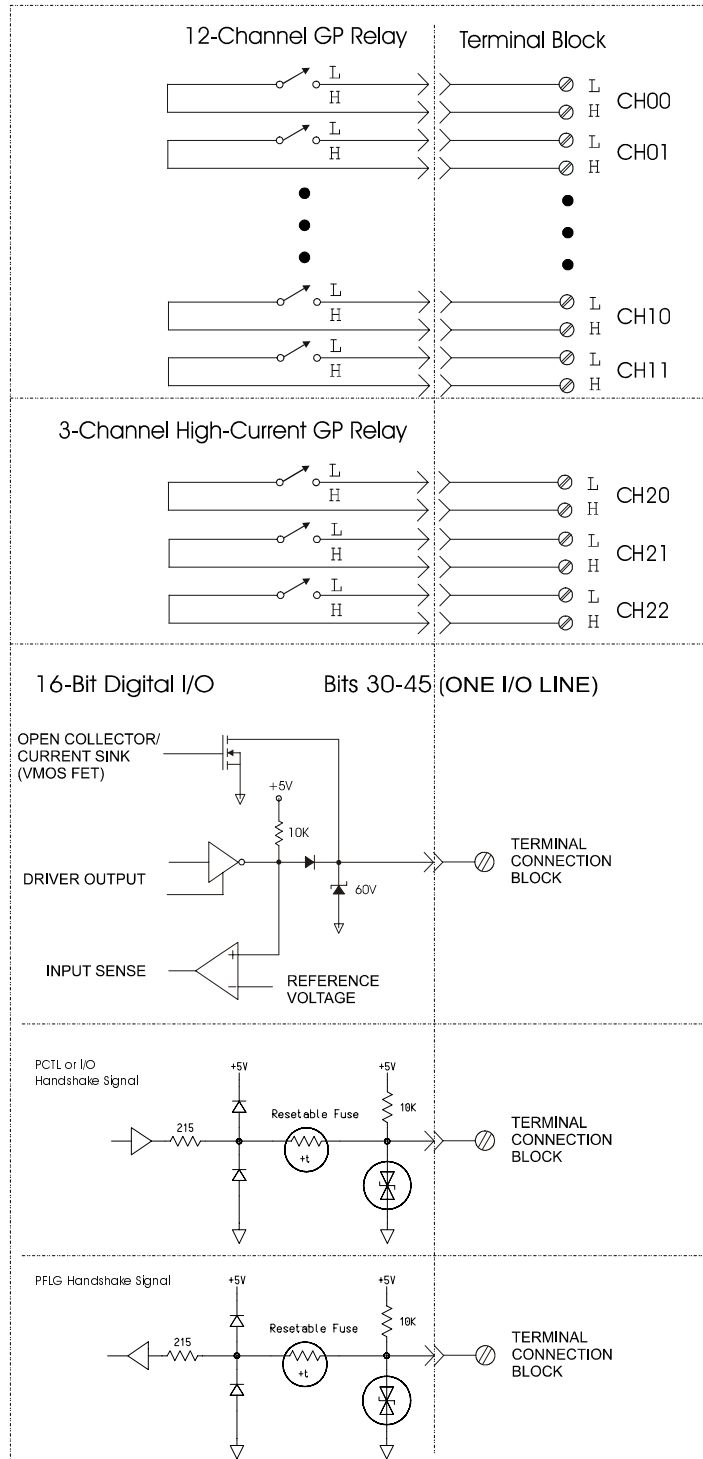 12-Channel GP Relay Terminal Block
L L
H H CH00
L L
H H CH01
L L
H H CH10
L L
H H CH11
3-Channel High-Current GP Relay
L L
H H CH20
L L
H H CH21
L L
H H CH22
16-Bit Digital I/O Bits 30-45 (ONE I/O LINE)
OPEN COLLECTOR/
CURRENT SINK
(VMOS FET)
+5V
10K
DRIVER OUTPUT
60V
TERMINAL
CONNECTION
BLOCK
INPUT SENSE
+
−
REFERENCE
VOLTAGE
PCTL or I/O
Handshake Signal
+5V +5V
10K
215
Resetable Fuse
+t
TERMINAL
CONNECTION
BLOCK
PFLG Handshake Signal
+5V +5V
10K
215
Resetable Fuse
+t
TERMINAL
CONNECTION
BLOCK